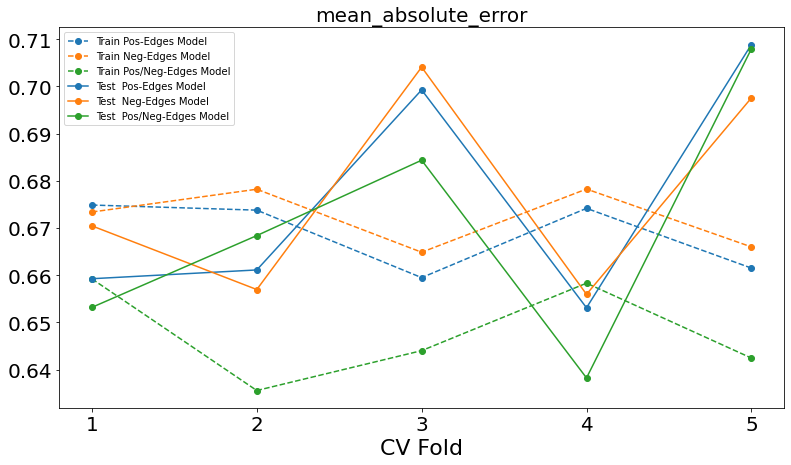 mean_absolute_error
0.71
0.70
0.69
0.68
0.67
0.66
0.65
0.64
Train Pos-Edges Model
Train Neg-Edges Model
Train Pos/Neg-Edges Model
Test  Pos-Edges Model
Test  Neg-Edges Model
Test  Pos/Neg-Edges Model
1 2 3 4 5
CV Fold